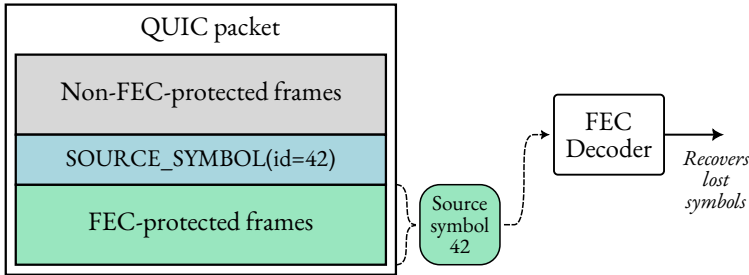 QUIC packet
Non-FEC-protected frames
SOURCE_SYMBOL(id=42)
FEC-protected frames
Source
symbol
42
FEC
Decoder
Recovers
lost
symbols